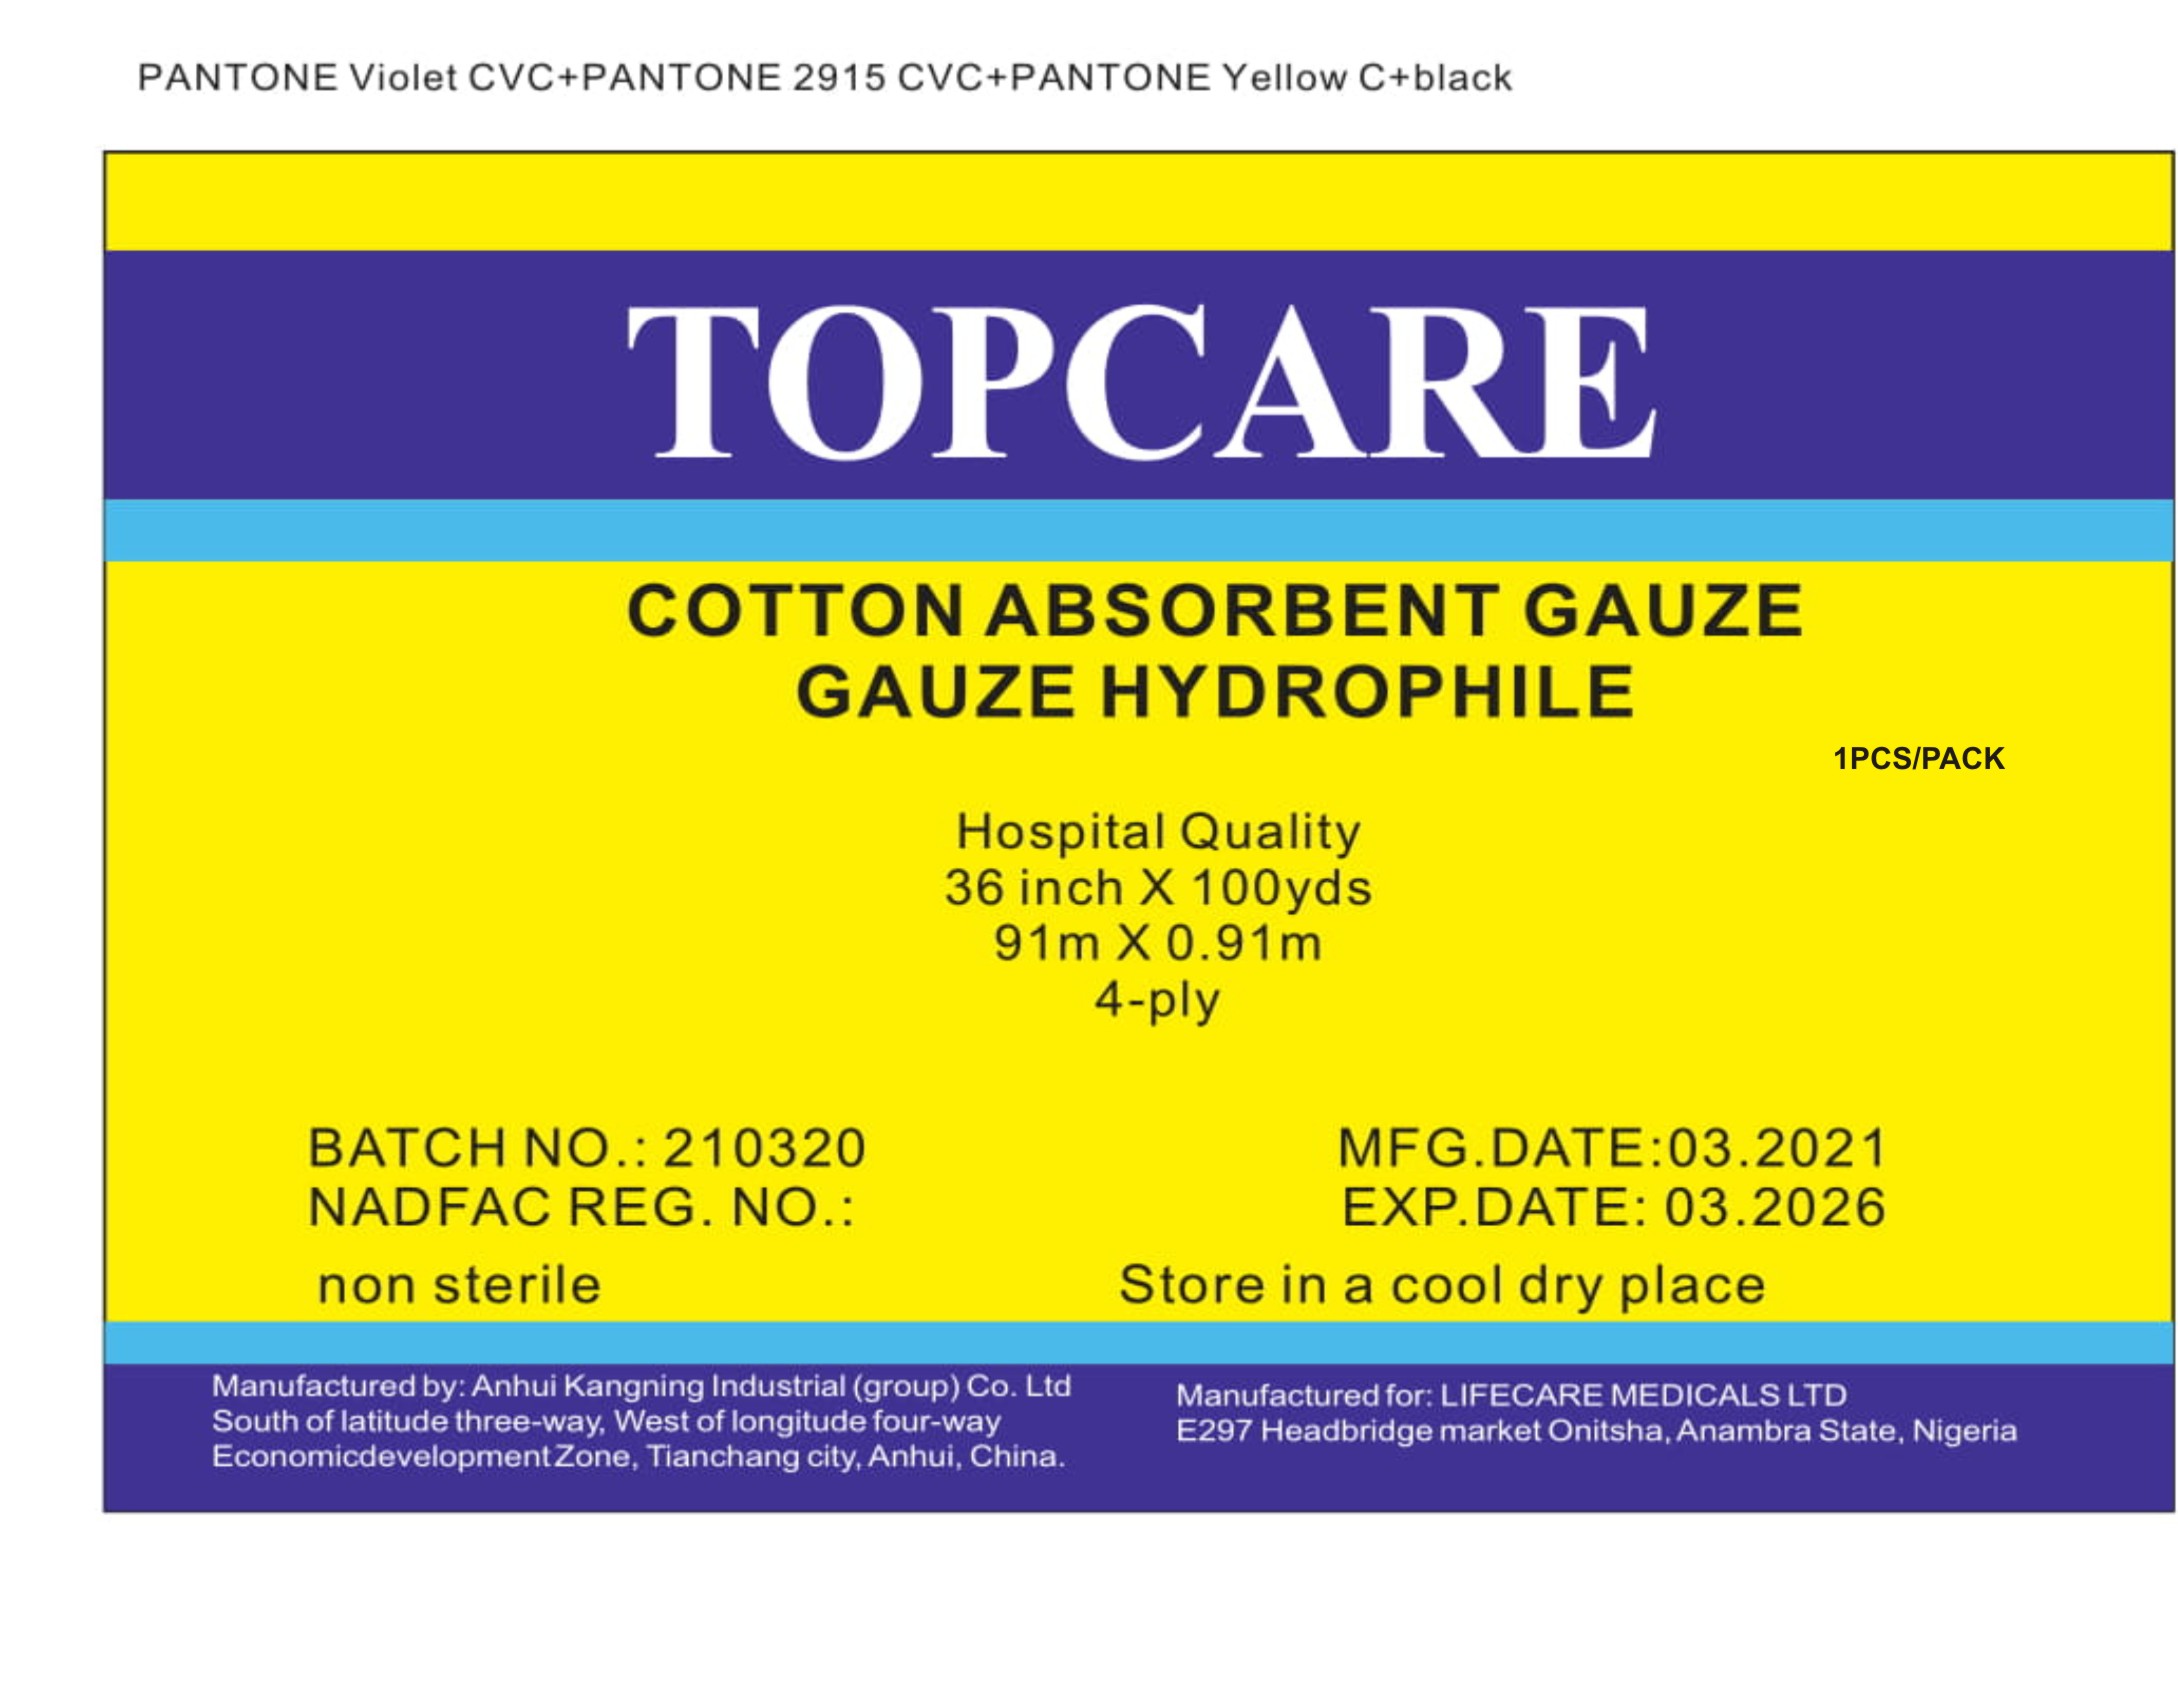 PANTONE Violet CVC+PANTONE 2915 CVC+PANTONE Yellow C+black
TOPCARE
COTTON ABSORBENT GAUZE
GAUZE HYDROPHILE
1PCS/PACK
Hospital Quality
36 inch X 100yds
91m X 0.91m
4-ply
BATCH NO.: 210320
NADFAC REG. NO.:
MFG.DATE:03.2021
EXP.DATE: 03.2026
non sterile
Store in a cool dry place
Manufactured by: Anhui Kangning Industrial (group) Co. Ltd
South of latitude three-way, West of longitude four-way
Economicdevelopment Zone, Tianchang city, Anhui, China.
Manufactured for: LIFECARE MEDICALS LTD
E297 Headbridge market Onitsha, Anambra State, Nigeria